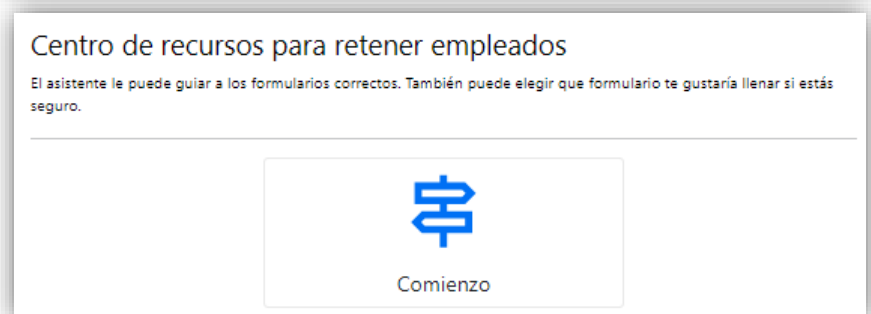 Centro de recursos para retener empleados
El asistente le puede guiar a los formularios correctos. También puede elegir que formulario te gustaría llenar si estás
seguro.
Comienzo